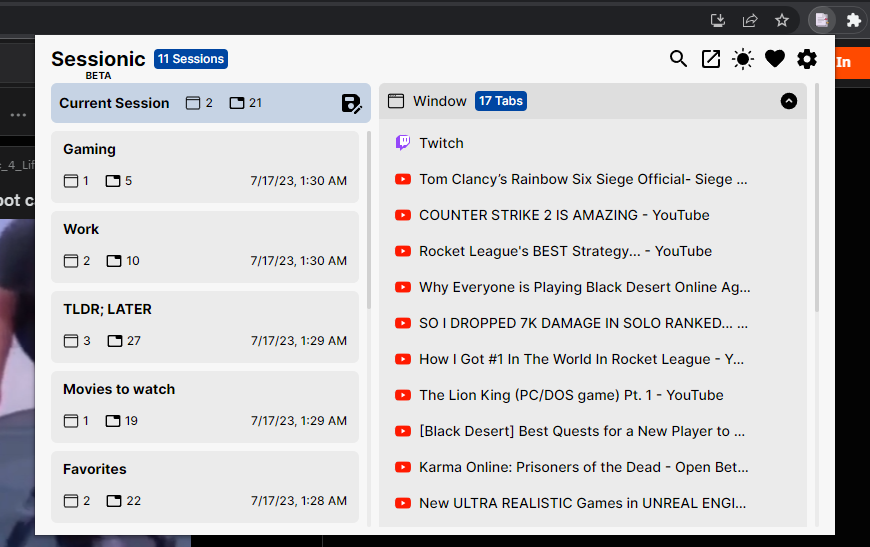 Sessionic
BETA
11 Sessions
In
Current Session 2 21
Gaming
1 5 7/17/23, 1:30 AM
Work
2 10 7/17/23, 1:30 AM
TLDR; LATER
3 27 7/17/23, 1:29 AM
Movies to watch
1 19 7/17/23, 1:29 AM
Favorites
2 22 7/17/23, 1:28 AM
Window 17 Tabs
Twitch
Tom Clancy’s Rainbow Six Siege Official- Siege ...
COUNTER STRIKE 2 IS AMAZING - YouTube
Rocket League's BEST Strategy... - YouTube
Why Everyone is Playing Black Desert Online Ag...
SO I DROPPED 7K DAMAGE IN SOLO RANKED... ...
How I Got #1 In The World In Rocket League - Y...
The Lion King (PC/DOS game) Pt. 1 - YouTube
[Black Desert] Best Quests for a New Player to ...
Karma Online: Prisoners of the Dead - Open Bet...
New ULTRA REALISTIC Games in UNREAL ENGI...
c_4_Lif
oot c